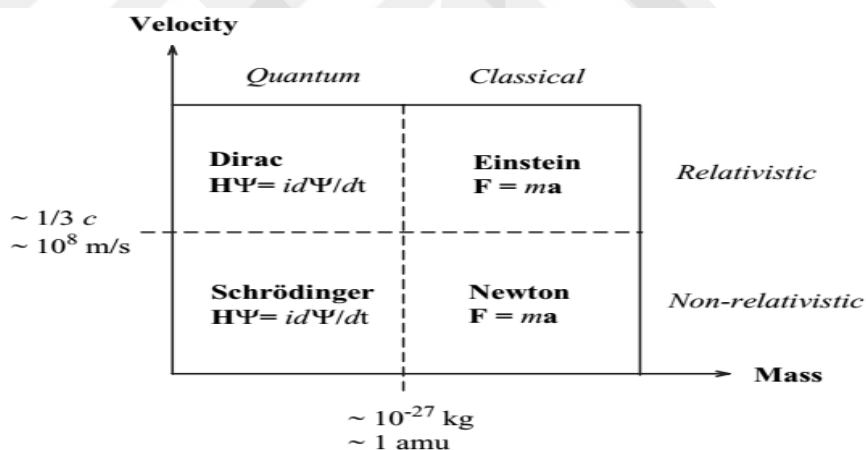 Velocity
Quantum
Classical
Dirac
HΨ= idΨ/dt
Einstein
F = ma
Relativistic
~ 1/3 c
~ 10⁸ m/s
Schrödinger
HΨ= idΨ/dt
Newton
F = ma
Non-relativistic
Mass
~ 10⁻²⁷ kg
~ 1 amu